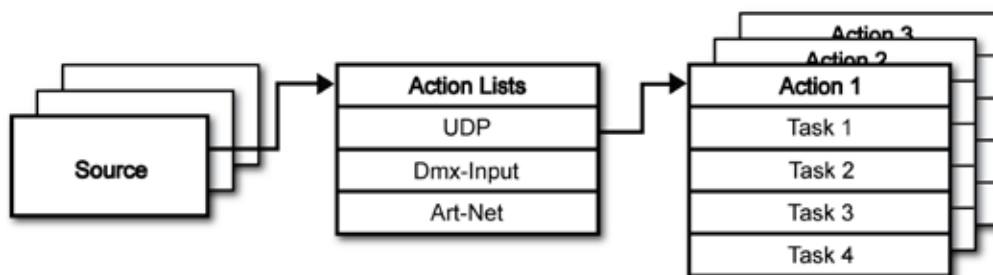 Action 3
Action 2
Action Lists
Action 1
UDP
Task 1
Source
Dmx-Input
Task 2
Art-Net
Task 3
Task 4